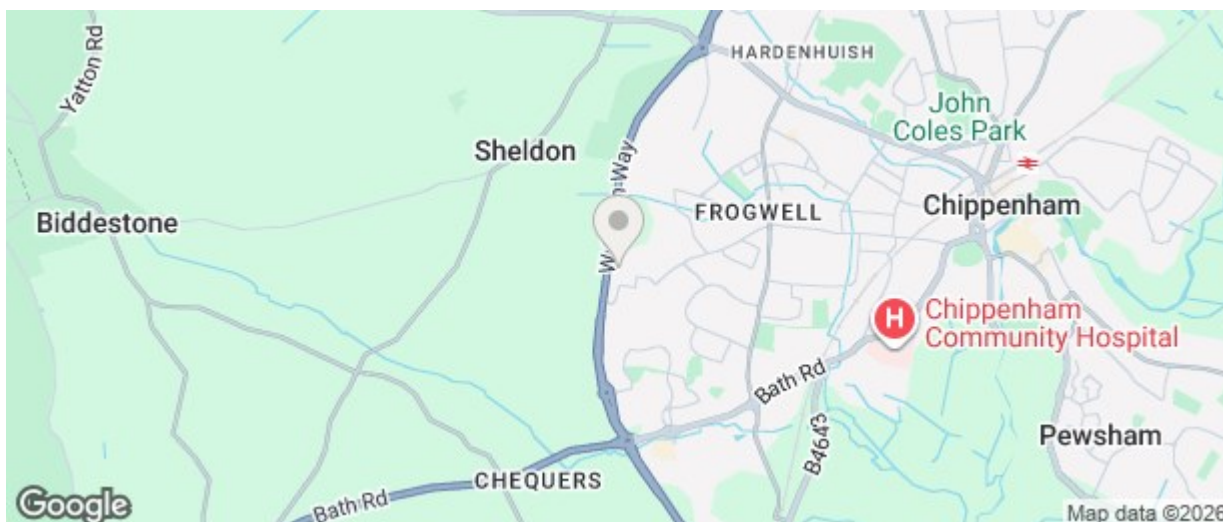 Yatton Rd
HARDENHUISH
John
Coles Park
Sheldon
Way
Biddestone
FROGWELL
Chippenham
H
Chippenham
Community Hospital
Bath Rd
B4643
Pewsham
CHEQUERS
Bath Rd
Google
Map data ©2026